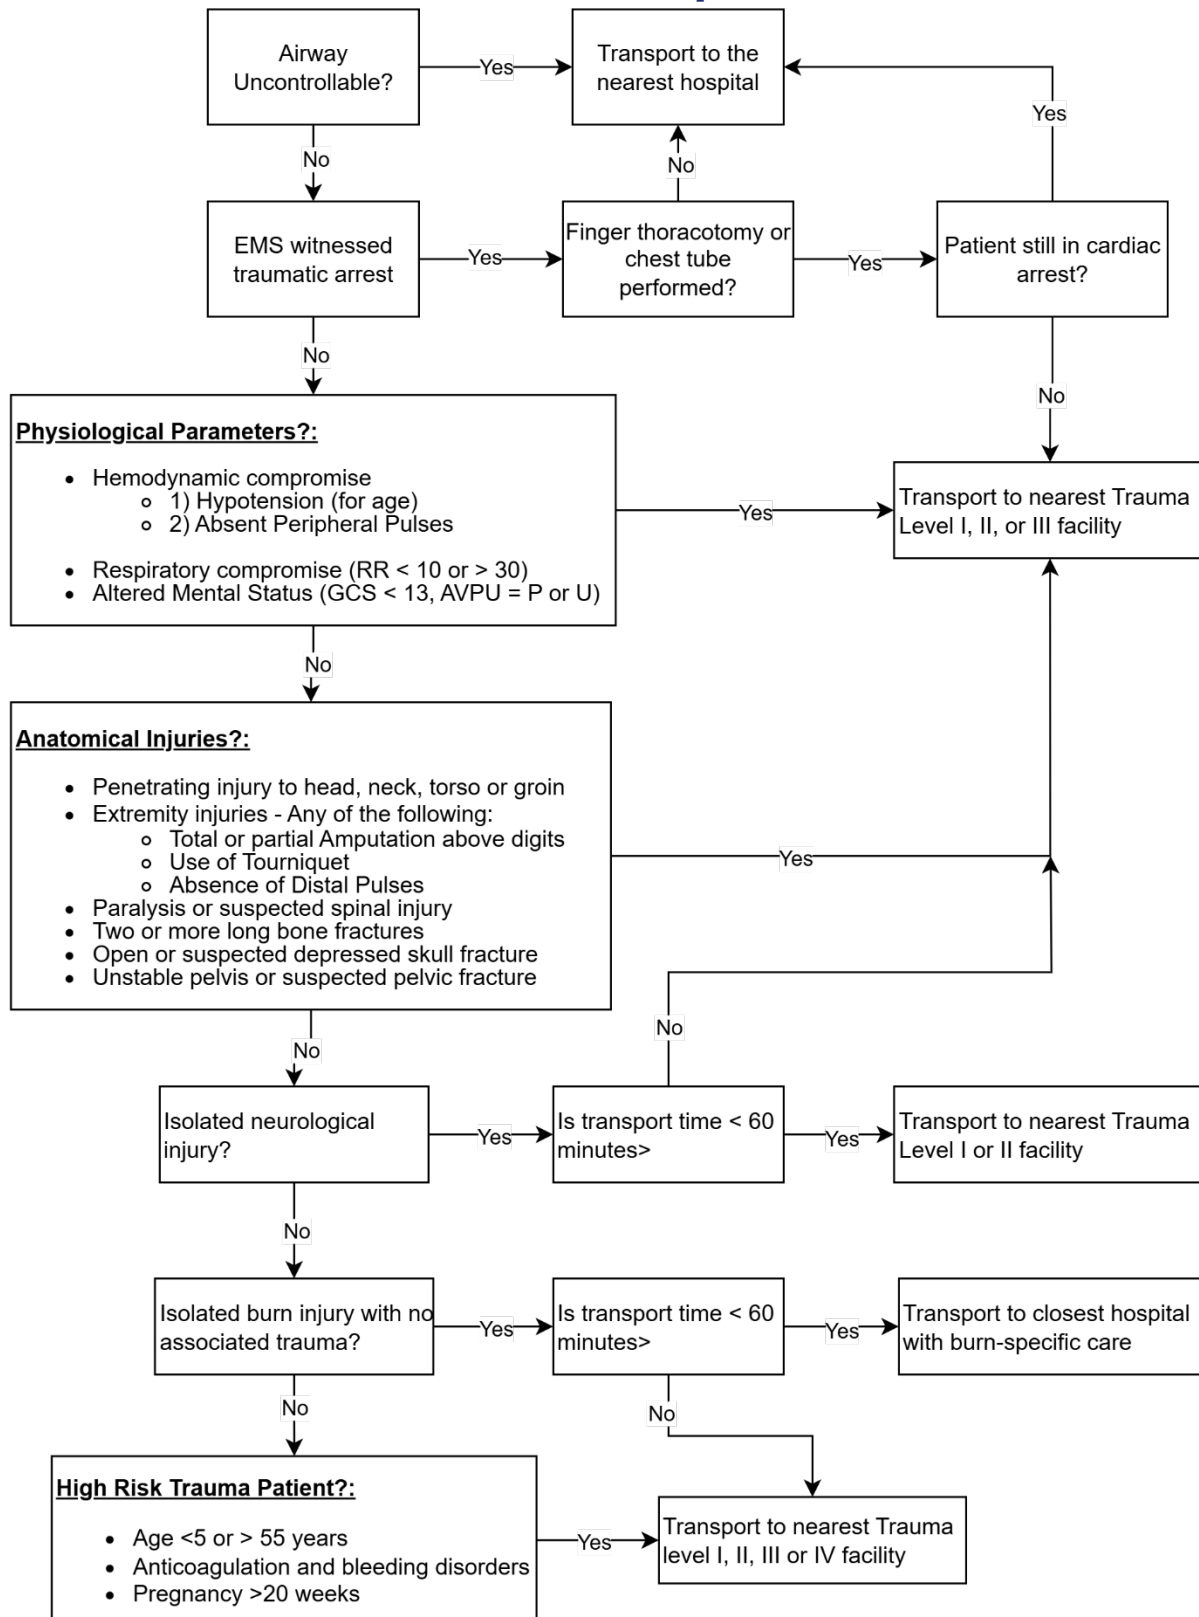 Airway
Uncontrollable?
Yes
Transport to the
nearest hospital
Yes
No
No
EMS witnessed
traumatic arrest
Yes
Finger thoracotomy or
chest tube
performed?
Yes
Patient still in cardiac
arrest?
No
No
Physiological Parameters?:
• Hemodynamic compromise
o 1) Hypotension (for age)
o 2) Absent Peripheral Pulses
• Respiratory compromise (RR < 10 or > 30)
• Altered Mental Status (GCS < 13, AVPU = P or U)
Yes
Transport to nearest Trauma
Level I, II, or III facility
No
Anatomical Injuries?:
• Penetrating injury to head, neck, torso or groin
• Extremity injuries - Any of the following:
o Total or partial Amputation above digits
o Use of Tourniquet
o Absence of Distal Pulses
• Paralysis or suspected spinal injury
• Two or more long bone fractures
• Open or suspected depressed skull fracture
• Unstable pelvis or suspected pelvic fracture
Yes
No
No
Isolated neurological
injury?
Yes
Is transport time < 60
minutes>
Yes
Transport to nearest Trauma
Level I or II facility
No
Isolated burn injury with no
associated trauma?
Yes
Is transport time < 60
minutes>
Yes
Transport to closest hospital
with burn-specific care
No
No
High Risk Trauma Patient?:
• Age <5 or > 55 years
• Anticoagulation and bleeding disorders
• Pregnancy >20 weeks
Yes
Transport to nearest Trauma
level I, II, III or IV facility